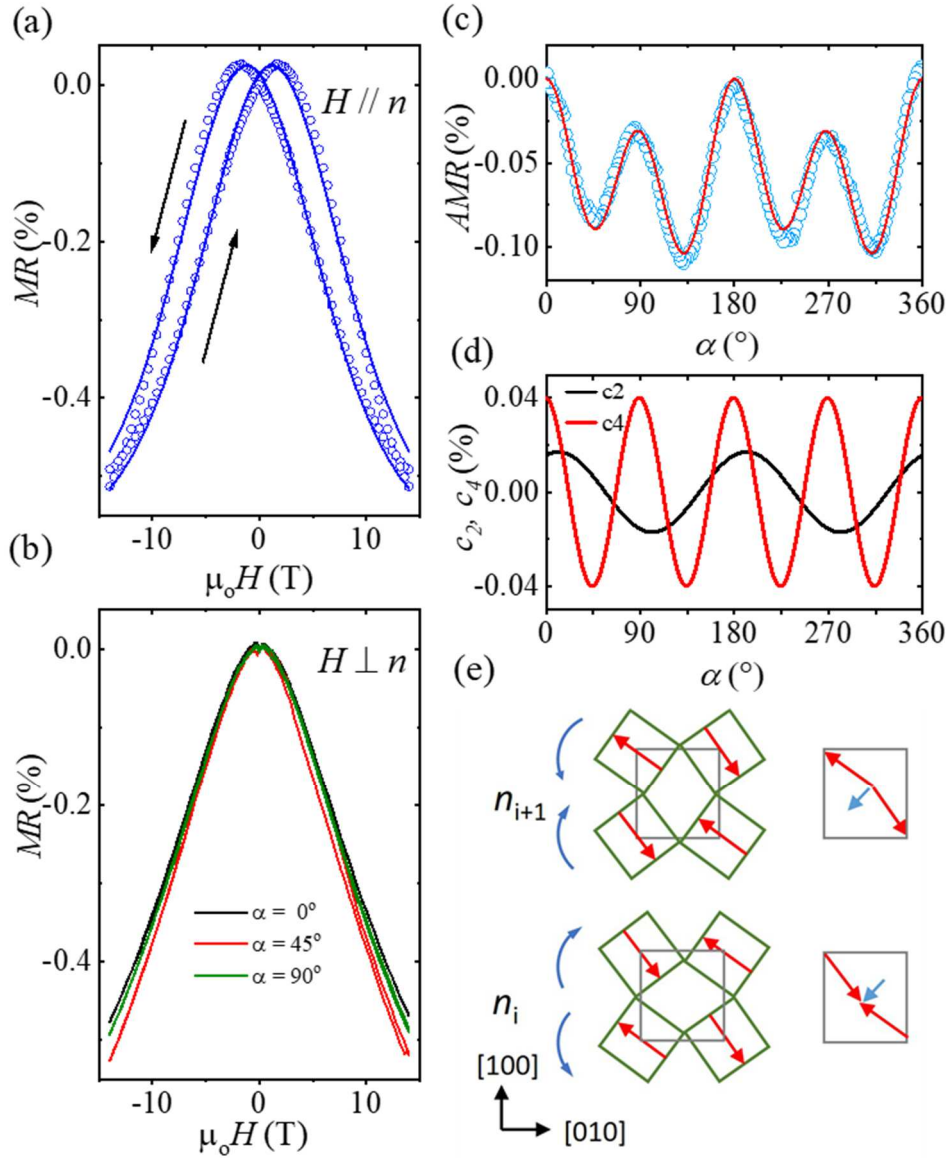 (a)
H // n
MR (%)
0.0
-0.2
-0.4
-10 0 10
μoH (T)
(b)
H ⊥ n
MR (%)
0.0
-0.2
-0.4
α = 0°
α = 45°
α = 90°
-10 0 10
μoH (T)
(c)
AMR (%)
0.00
-0.05
-0.10
0 90 180 270 360
α (°)
(d)
c2, c4 (%)
0.04
0.00
-0.04
c2
c4
0 90 180 270 360
α (°)
(e)
ni+1
ni
[100]
[010]